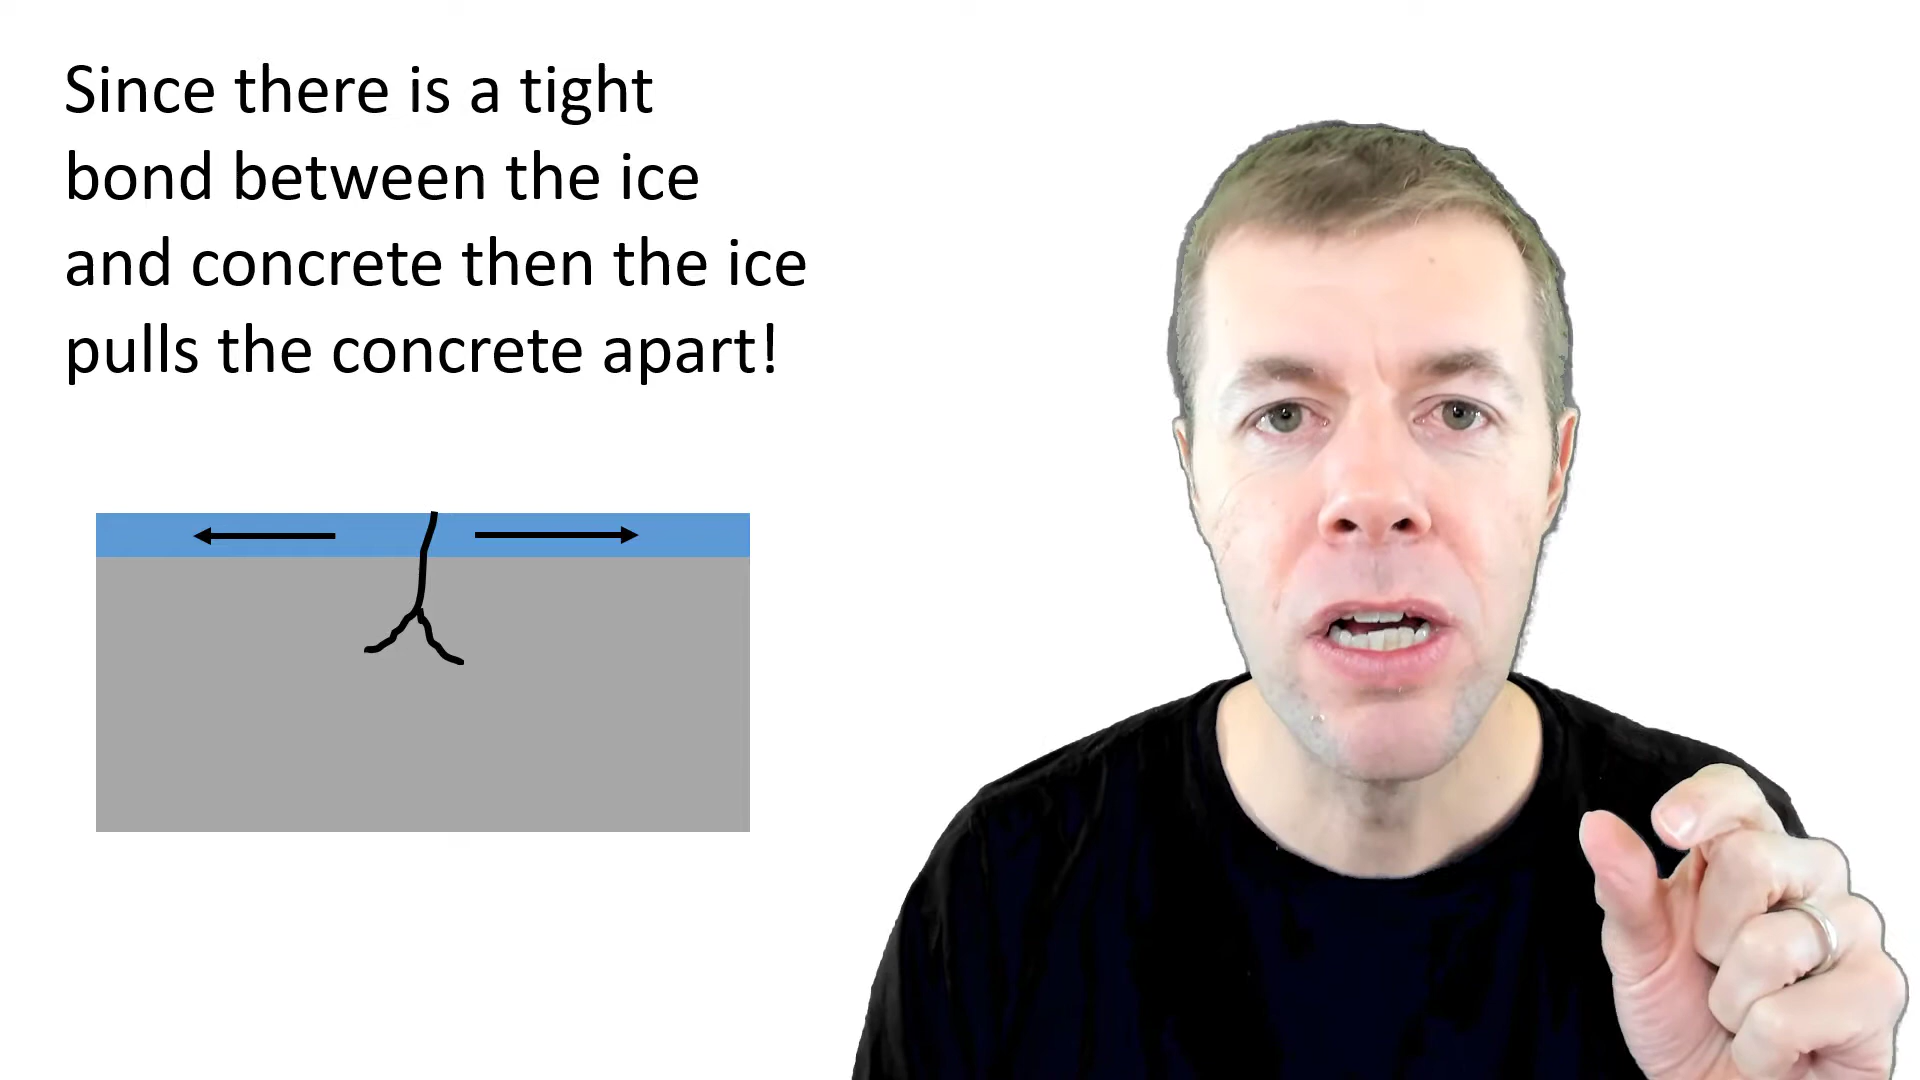 Since there is a tight
bond between the ice
and concrete then the ice
pulls the concrete apart!